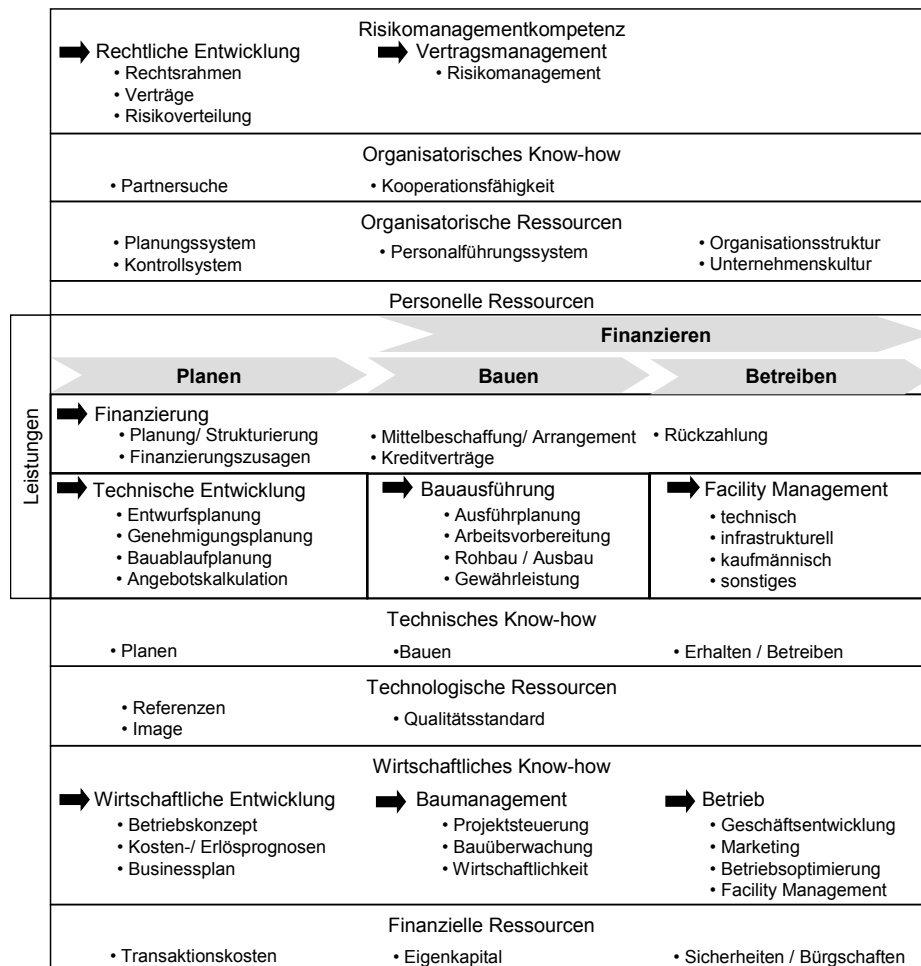 Risikomanagementkompetenz
Rechtliche Entwicklung
• Rechtsrahmen
• Verträge
• Risikoverteilung
Vertragsmanagement
• Risikomanagement
Organisatorisches Know-how
• Partnersuche
• Kooperationsfähigkeit
Organisatorische Ressourcen
• Planungssystem
• Kontrollsystem
• Personalführungssystem
• Organisationsstruktur
• Unternehmenskultur
Personelle Ressourcen
Leistungen
Finanzieren
Planen
Bauen
Betreiben
Finanzierung
• Planung/ Strukturierung
• Finanzierungszusagen
• Mittelbeschaffung/ Arrangement
• Kreditverträge
• Rückzahlung
Technische Entwicklung
• Entwurfsplanung
• Genehmigungsplanung
• Bauablaufplanung
• Angebotskalkulation
Bauausführung
• Ausführplanung
• Arbeitsvorbereitung
• Rohbau / Ausbau
• Gewährleistung
Facility Management
• technisch
• infrastrukturell
• kaufmännisch
• sonstiges
Technisches Know-how
• Planen
•Bauen
• Erhalten / Betreiben
Technologische Ressourcen
• Referenzen
• Image
• Qualitätsstandard
Wirtschaftliches Know-how
Wirtschaftliche Entwicklung
• Betriebskonzept
• Kosten-/ Erlösprognosen
• Businessplan
Baumanagement
• Projektsteuerung
• Bauüberwachung
• Wirtschaftlichkeit
Betrieb
• Geschäftsentwicklung
• Marketing
• Betriebsoptimierung
• Facility Management
Finanzielle Ressourcen
• Transaktionskosten
• Eigenkapital
• Sicherheiten / Bürgschaften